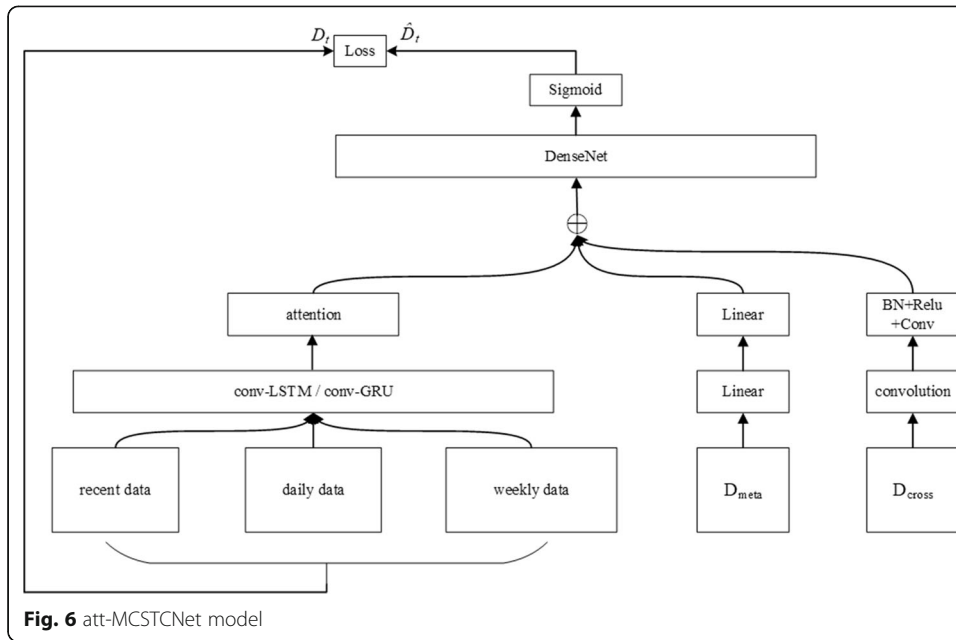 D_t Loss D̂_t
Sigmoid
DenseNet
attention
Linear
BN+Relu
+Conv
conv-LSTM / conv-GRU
Linear
convolution
recent data
daily data
weekly data
D_meta
D_cross
Fig. 6 att-MCSTCNet model